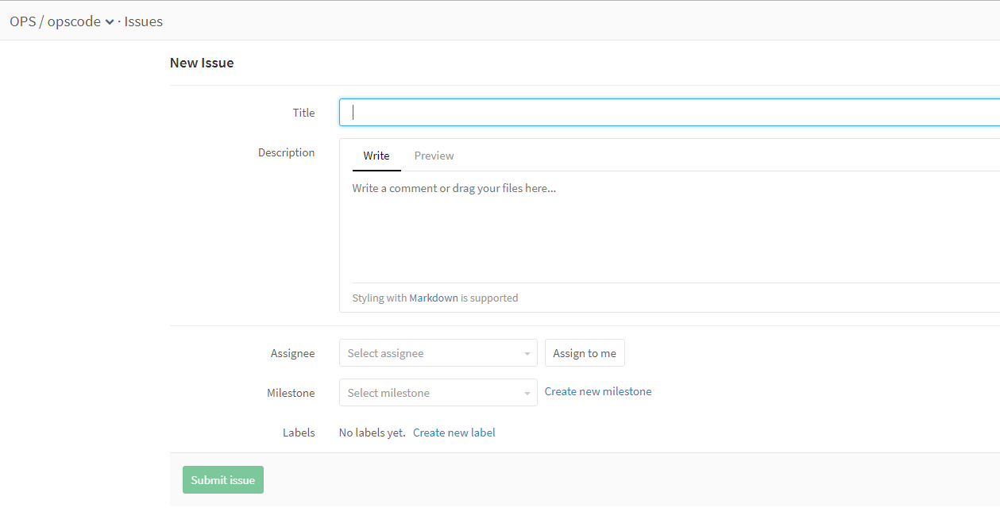 OPS / opscode · Issues
New Issue
Title
Description
Write Preview
Write a comment or drag your files here...
Styling with Markdown is supported
Assignee Select assignee Assign to me
Milestone Select milestone Create new milestone
Labels No labels yet. Create new label
Submit issue